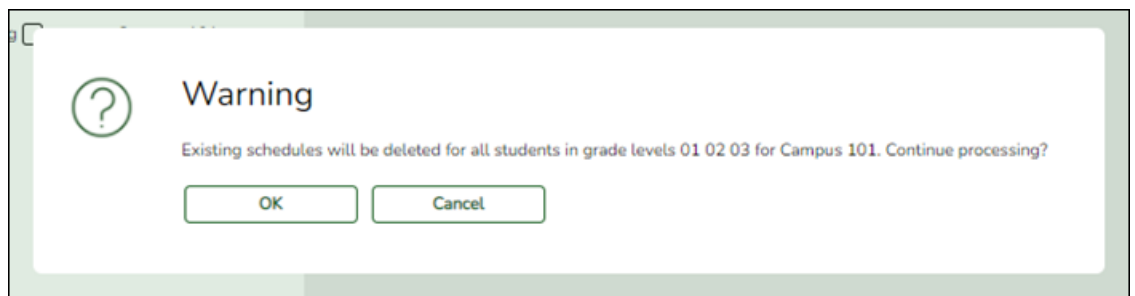 Warning
Existing schedules will be deleted for all students in grade levels 01 02 03 for Campus 101. Continue processing?
OK
Cancel